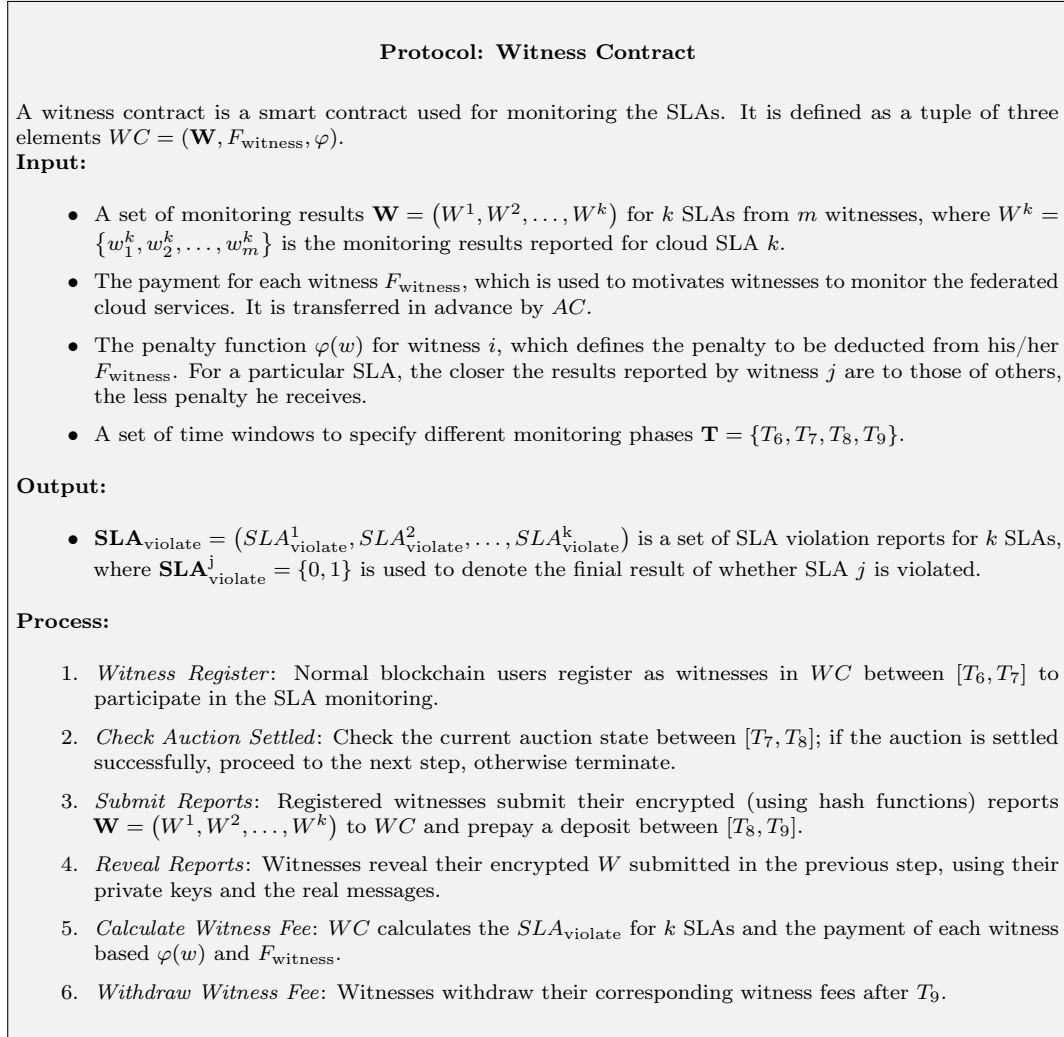 Protocol: Witness Contract
A witness contract is a smart contract used for monitoring the SLAs. It is defined as a tuple of three
elements WC = (W, F_witness, φ).
Input:
• A set of monitoring results W = (W^1, W^2, . . . , W^k) for k SLAs from m witnesses, where W^k =
{w_1^k, w_2^k, . . . , w_m^k} is the monitoring results reported for cloud SLA k.
• The payment for each witness F_witness, which is used to motivates witnesses to monitor the federated
cloud services. It is transferred in advance by AC.
• The penalty function φ(w) for witness i, which defines the penalty to be deducted from his/her
F_witness. For a particular SLA, the closer the results reported by witness j are to those of others,
the less penalty he receives.
• A set of time windows to specify different monitoring phases T = {T_6, T_7, T_8, T_9}.
Output:
• SLA_violate = (SLA_violate^1, SLA_violate^2, . . . , SLA_violate^k) is a set of SLA violation reports for k SLAs,
where SLA_violate^j = {0, 1} is used to denote the finial result of whether SLA j is violated.
Process:
1. Witness Register: Normal blockchain users register as witnesses in WC between [T_6, T_7] to
participate in the SLA monitoring.
2. Check Auction Settled: Check the current auction state between [T_7, T_8]; if the auction is settled
successfully, proceed to the next step, otherwise terminate.
3. Submit Reports: Registered witnesses submit their encrypted (using hash functions) reports
W = (W^1, W^2, . . . , W^k) to WC and prepay a deposit between [T_8, T_9].
4. Reveal Reports: Witnesses reveal their encrypted W submitted in the previous step, using their
private keys and the real messages.
5. Calculate Witness Fee: WC calculates the SLA_violate for k SLAs and the payment of each witness
based φ(w) and F_witness.
6. Withdraw Witness Fee: Witnesses withdraw their corresponding witness fees after T_9.